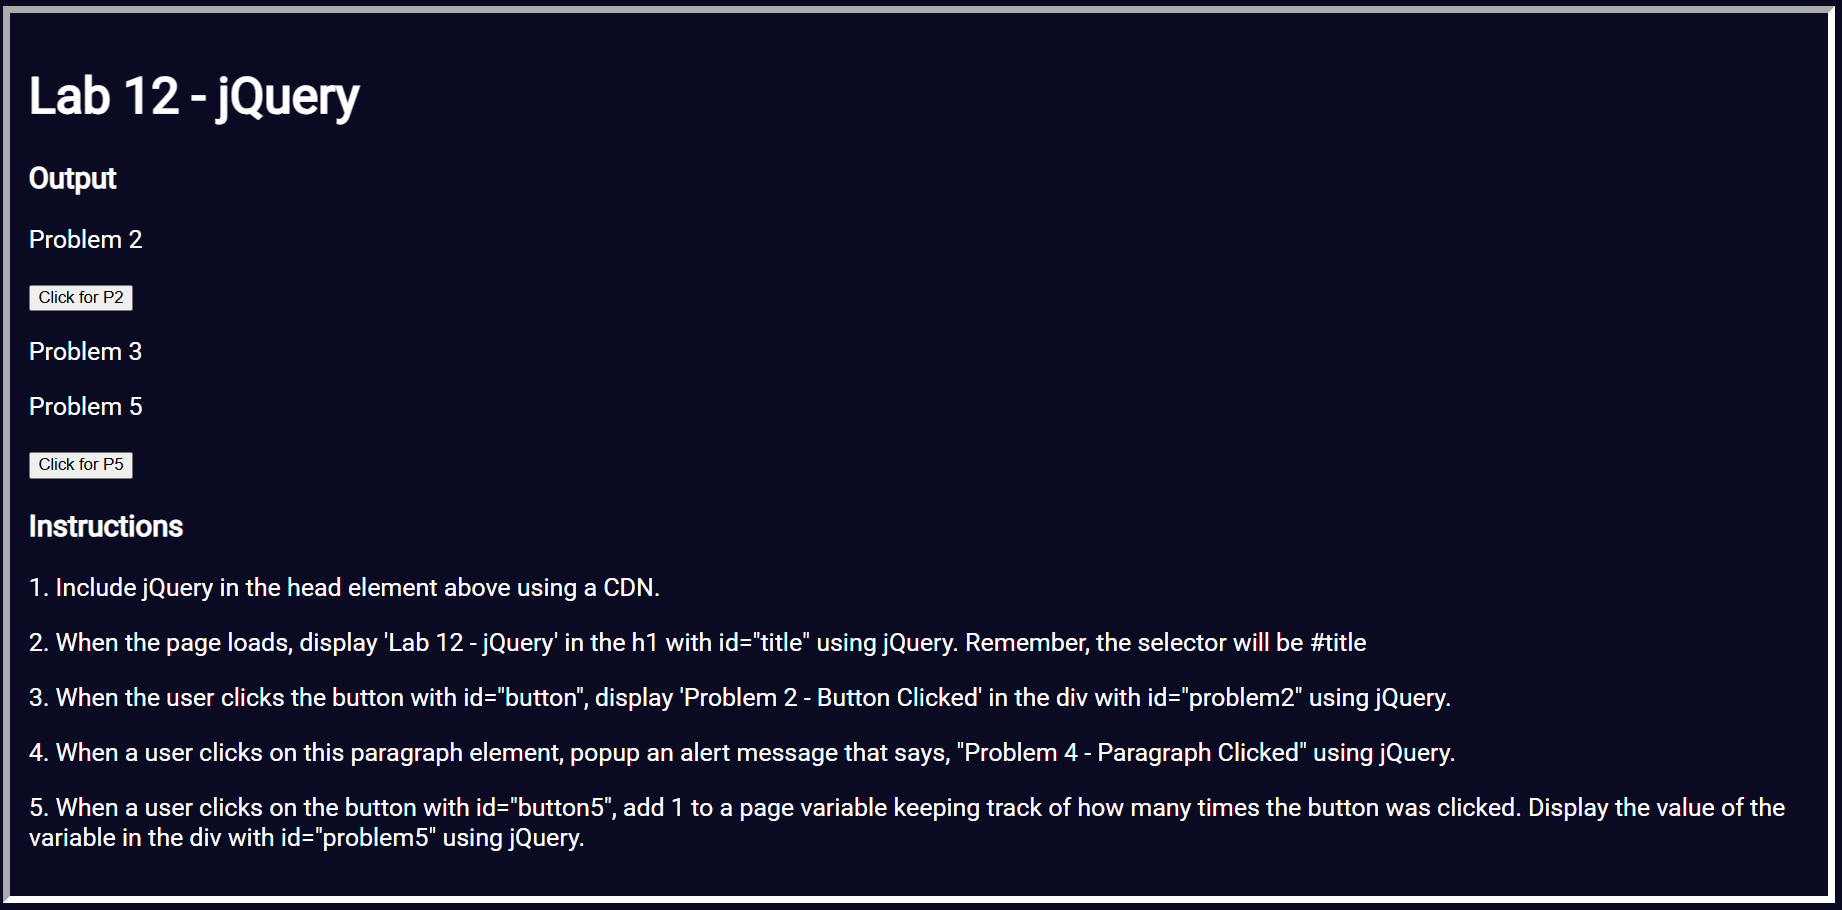 Lab 12 - jQuery
Output
Problem 2
Click for P2
Problem 3
Problem 5
Click for P5
Instructions
1. Include jQuery in the head element above using a CDN.
2. When the page loads, display 'Lab 12 - jQuery' in the h1 with id="title" using jQuery. Remember, the selector will be #title
3. When the user clicks the button with id="button", display 'Problem 2 - Button Clicked' in the div with id="problem2" using jQuery.
4. When a user clicks on this paragraph element, popup an alert message that says, "Problem 4 - Paragraph Clicked" using jQuery.
5. When a user clicks on the button with id="button5", add 1 to a page variable keeping track of how many times the button was clicked. Display the value of the
variable in the div with id="problem5" using jQuery.